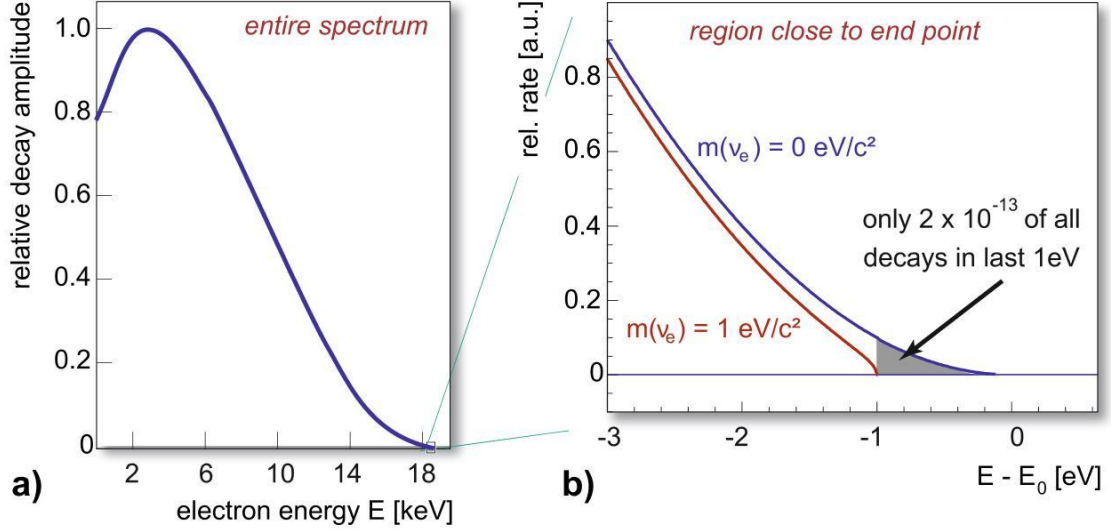 entire spectrum
relative decay amplitude
1.0
0.8
0.6
0.4
0.2
0
2
6
10
14
18
a)
electron energy E [keV]
region close to end point
rel. rate [a.u.]
0.8
0.6
0.4
0.2
0
m(νₑ) = 0 eV/c²
only 2 x 10⁻¹³ of all
decays in last 1eV
m(νₑ) = 1 eV/c²
-3
-2
-1
0
b)
E - E₀ [eV]